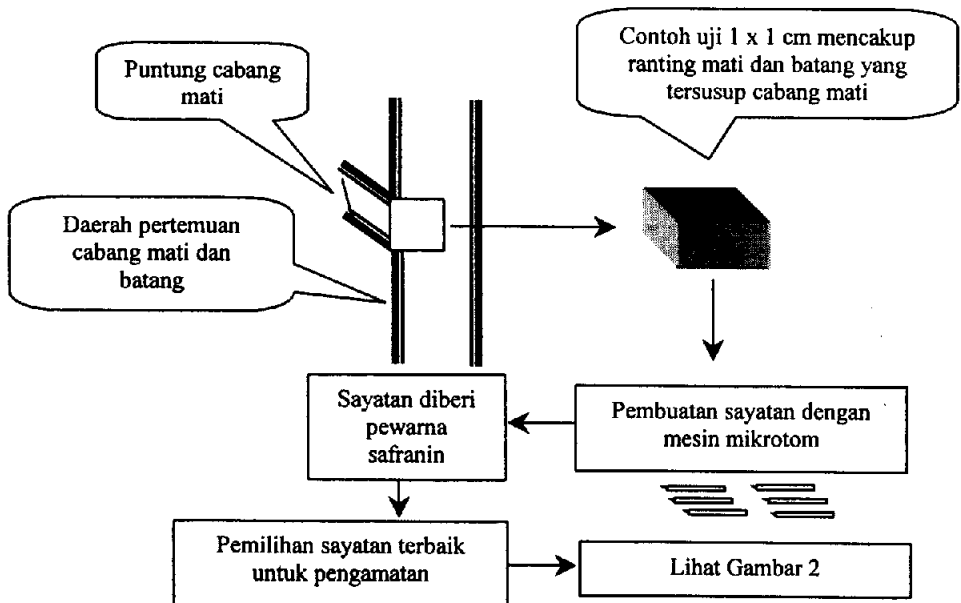 Puntung cabang
mati
Contoh uji 1 x 1 cm mencakup
ranting mati dan batang yang
tersusup cabang mati
Daerah pertemuan
cabang mati dan
batang
Sayatan diberi
pewarna
safranin
Pembuatan sayatan dengan
mesin mikrotom
Pemilihan sayatan terbaik
untuk pengamatan
Lihat Gambar 2